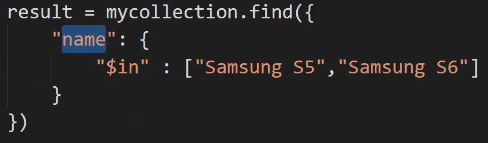 result = mycollection.find({
    "name": {
        "$in" : ["Samsung S5","Samsung S6"]
    }
})